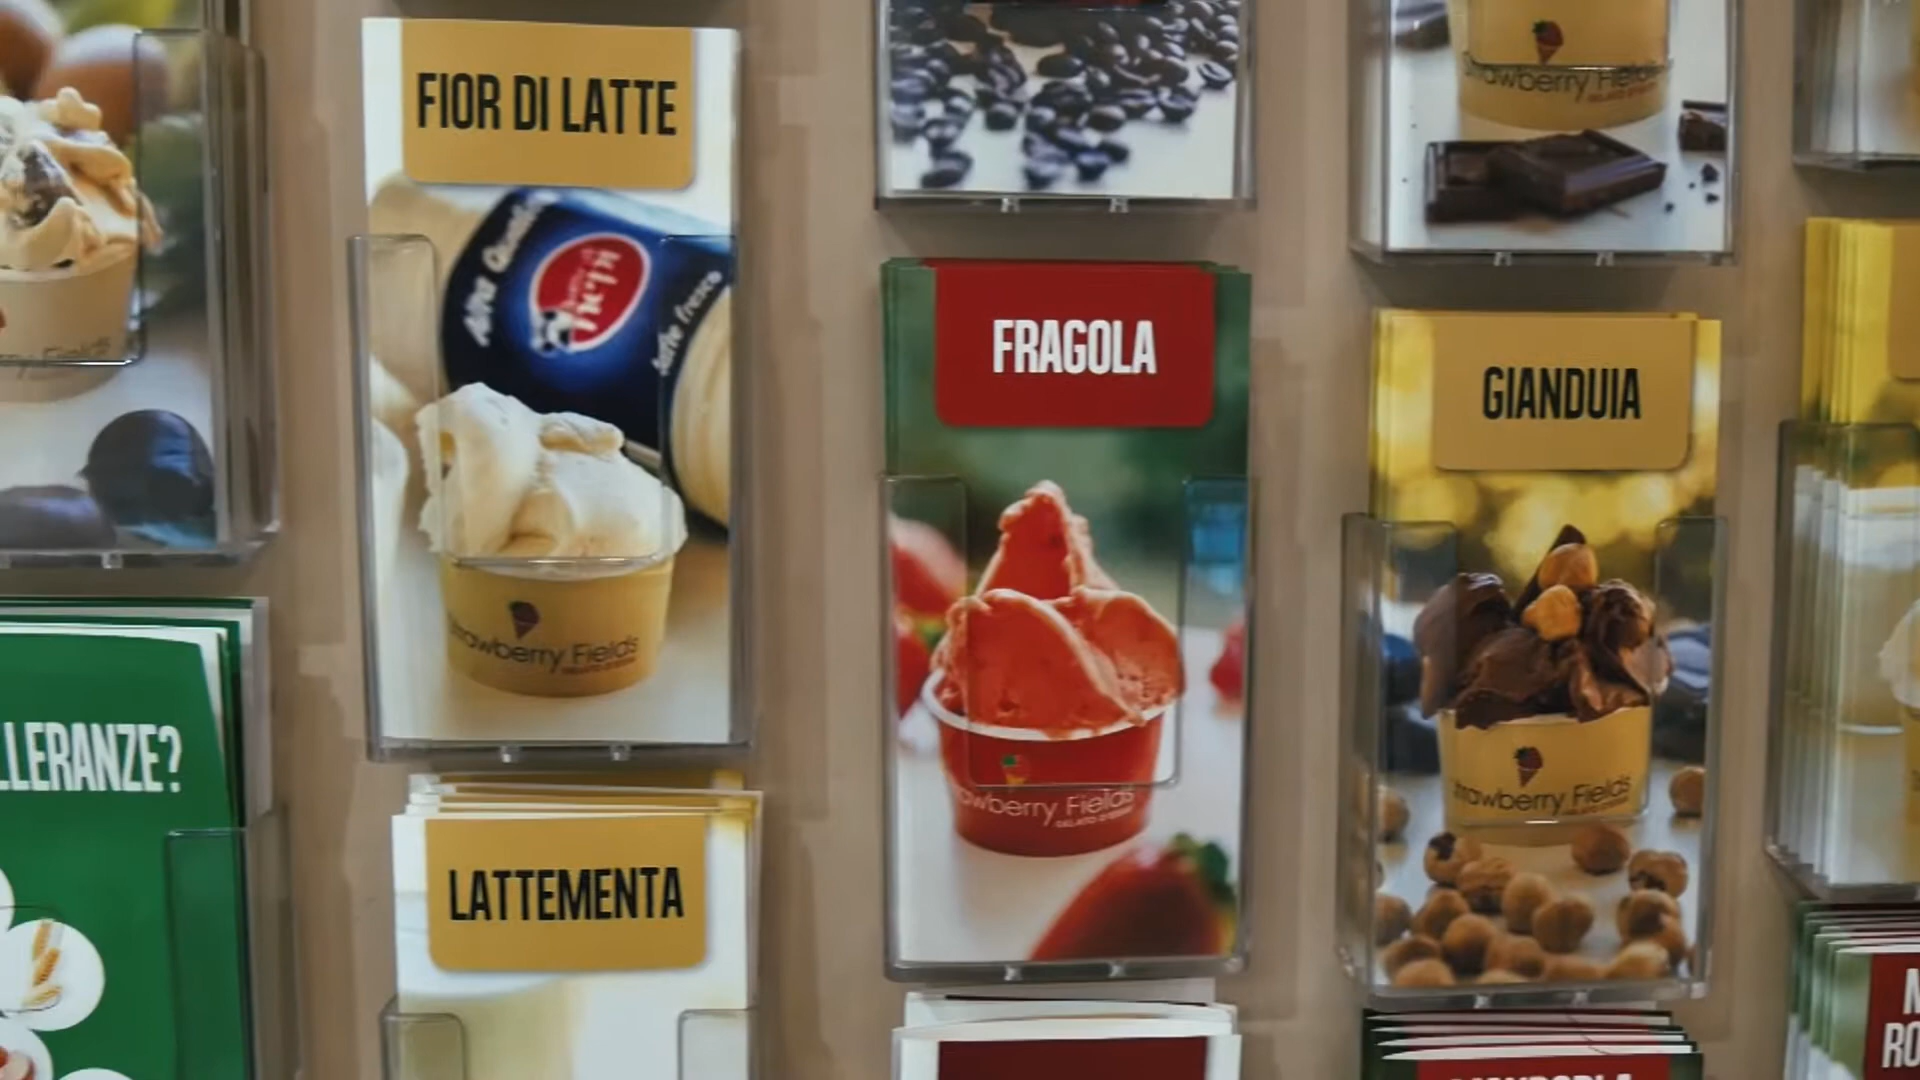 FIOR DI LATTE
Alta Qualità
latte fresco
Strawberry Fields
LATTEMENTA
LLERANZE?
Strawberry Fields
FRAGOLA
Strawberry Fields
GELATO D'
GIANDUIA
Strawberry Fields